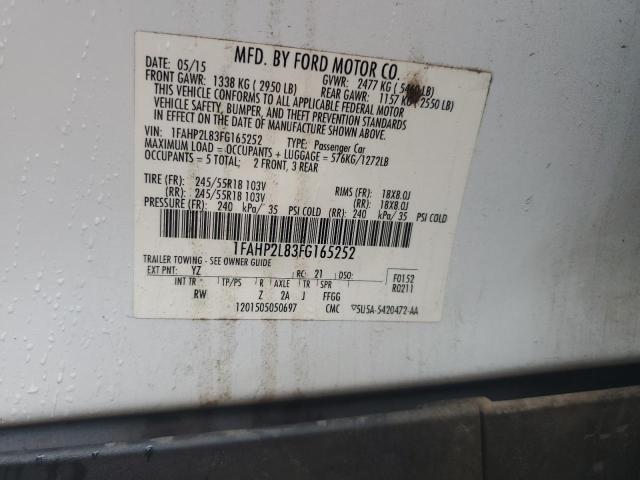 MFD. BY FORD MOTOR CO.
DATE: 05/15 GVWR: 2477 KG ( 5460 LB)
FRONT GAWR: 1338 KG ( 2950 LB) REAR GAWR: 1157 KG ( 2550 LB)
THIS VEHICLE CONFORMS TO ALL APPLICABLE FEDERAL MOTOR
VEHICLE SAFETY, BUMPER, AND THEFT PREVENTION STANDARDS
IN EFFECT ON THE DATE OF MANUFACTURE SHOWN ABOVE.
VIN: 1FAHP2L83FG165252 TYPE: Passenger Car
MAXIMUM LOAD = OCCUPANTS + LUGGAGE = 576KG/1272LB
OCCUPANTS = 5 TOTAL; 2 FRONT, 3 REAR
TIRE (FR): 245/55R18 103V RIMS (FR): 18X8.0J
(RR): 245/55R18 103V (RR): 18X8.0J
PRESSURE (FR): 240 kPa/ 35 PSI COLD (RR): 240 kPa/ 35 PSI COLD
1FAHP2L83FG165252
TRAILER TOWING - SEE OWNER GUIDE
EXT PNT: YZ RC: 21 DSO: F0152
INT TR TP/PS R AXLE TR SPR R0211
RW Z 2A J FFGG
1201505050697 CMC ▽5U5A-5420472-AA